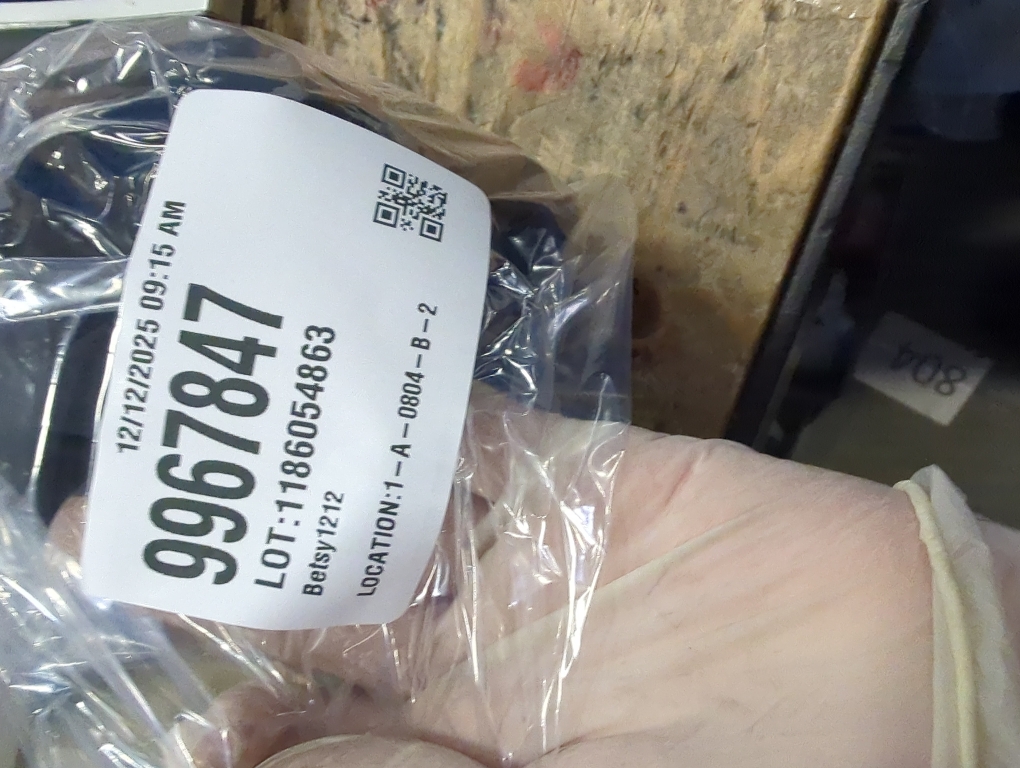 12/12/2025 09:15 AM
9967847
LOT:1186054863
Betsy1212
LOCATION:1-A-0804-B-2
804